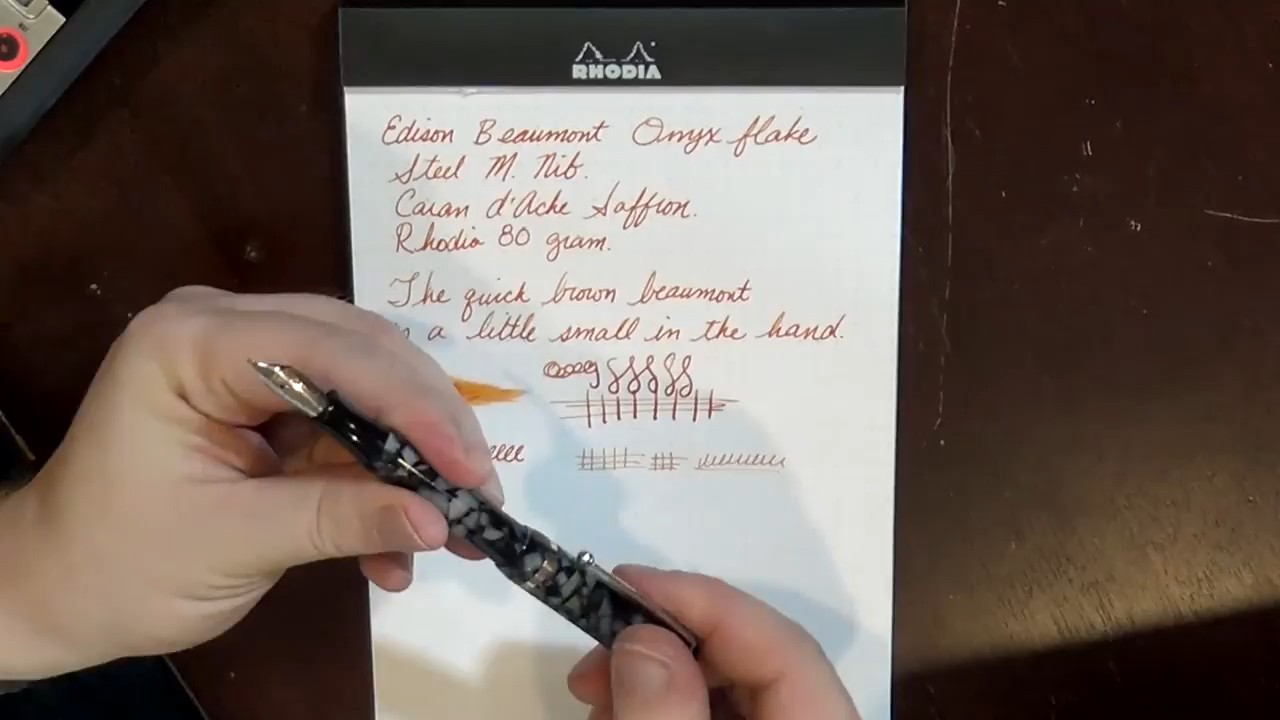 RHODIA
Edison Beaumont Onyx flake
Steel M. Nib.
Caran d'Ache Saffron.
Rhodia 80 gram.
The quick brown beaumont
a little small in the hand.